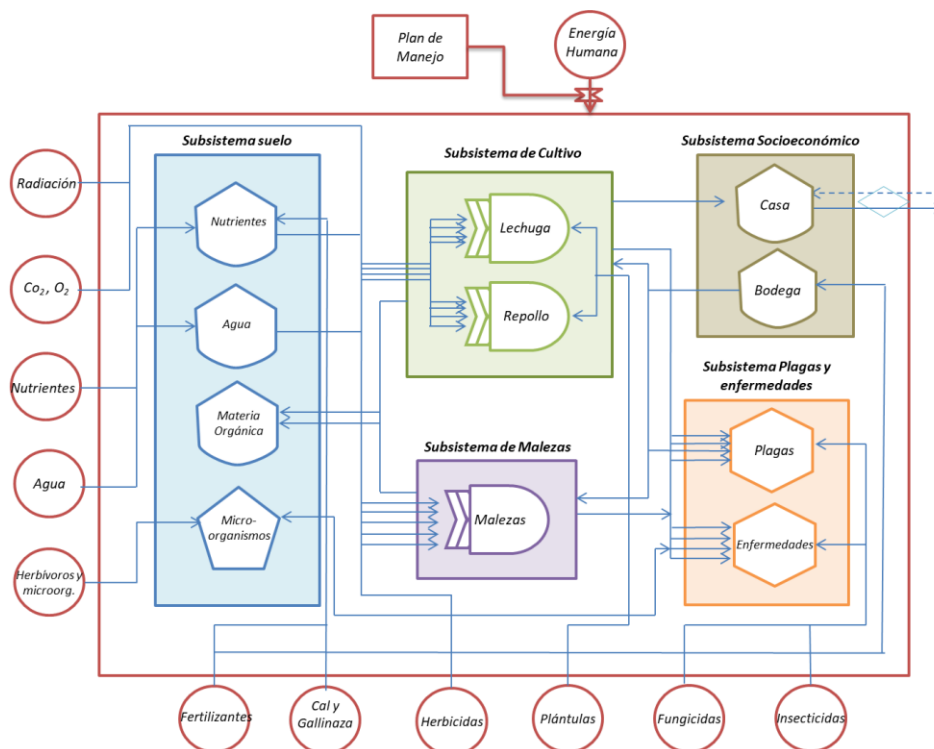 Plan de
Manejo
Energía
Humana
Subsistema suelo
Subsistema de Cultivo
Subsistema Socioeconómico
Radiación
Nutrientes
Lechuga
Casa
Co₂, O₂
Agua
Repollo
Bodega
Nutrientes
Subsistema Plagas y
enfermedades
Materia
Orgánica
Subsistema de Malezas
Plagas
Agua
Micro-
organismos
Malezas
Enfermedades
Herbívoros y
microorg.
Fertilizantes
Cal y
Gallinaza
Herbicidas
Plántulas
Fungicidas
Insecticidas